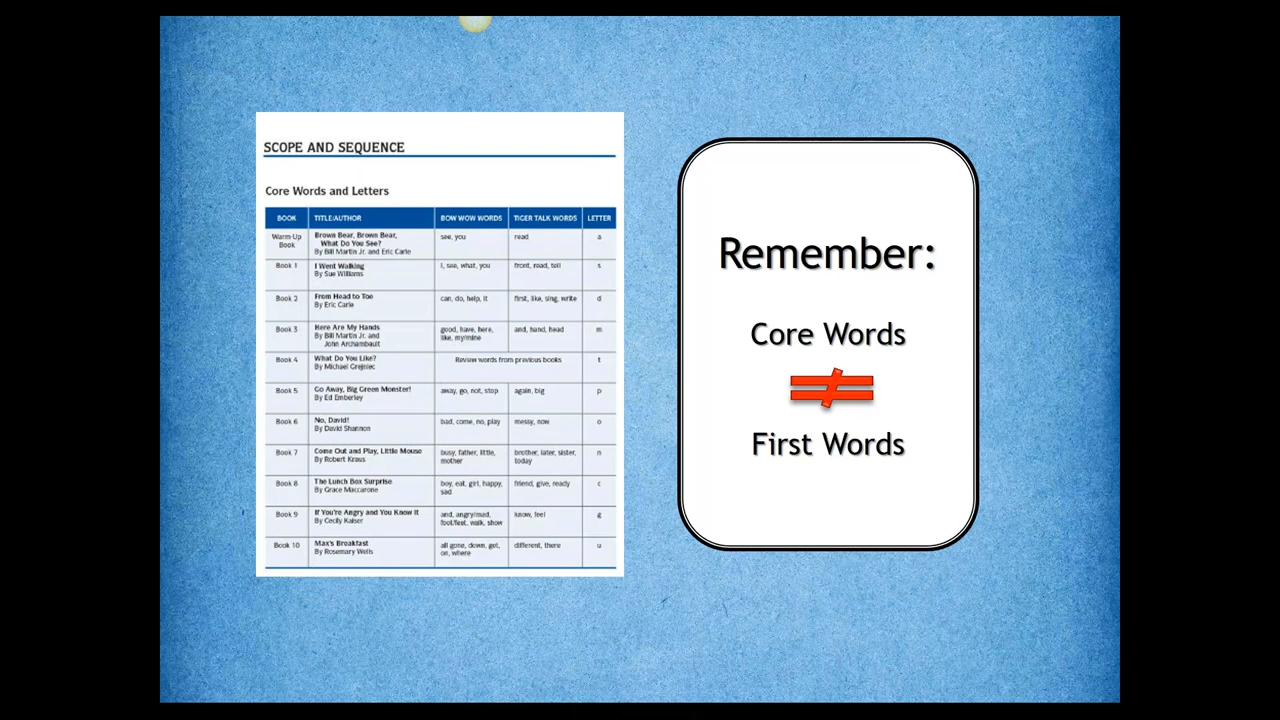 SCOPE AND SEQUENCE
Core Words and Letters
BOOK TITLE/AUTHOR BOW WOW WORDS TIGER TALK WORDS LETTER
Warm-Up Book Brown Bear, Brown Bear, What Do You See? By Bill Martin Jr. and Eric Carle see, you read a
Book 1 I Went Walking By Sue Williams I, see, what, you front, read, tell s
Book 2 From Head to Toe By Eric Carle can, do, help, it first, like, sing, write d
Book 3 Here Are My Hands By Bill Martin Jr. and John Archambault good, have, here, like, my/mine and, hand, head m
Book 4 What Do You Like? By Michael Grejniec Review words from previous books t
Book 5 Go Away, Big Green Monster! By Ed Emberley away, go, not, stop again, big p
Book 6 No, David! By David Shannon bad, come, no, play messy, now o
Book 7 Come Out and Play, Little Mouse By Robert Kraus busy, father, little, mother brother, later, sister, today n
Book 8 The Lunch Box Surprise By Grace Maccarone boy, eat, girl, happy, sad friend, give, ready c
Book 9 If You're Angry and You Know It By Cecily Kaiser and, angry/mad, foot/feet, walk, show know, feel g
Book 10 Max's Breakfast By Rosemary Wells all gone, down, get, on, where different, there u
Remember:
Core Words
≠
First Words